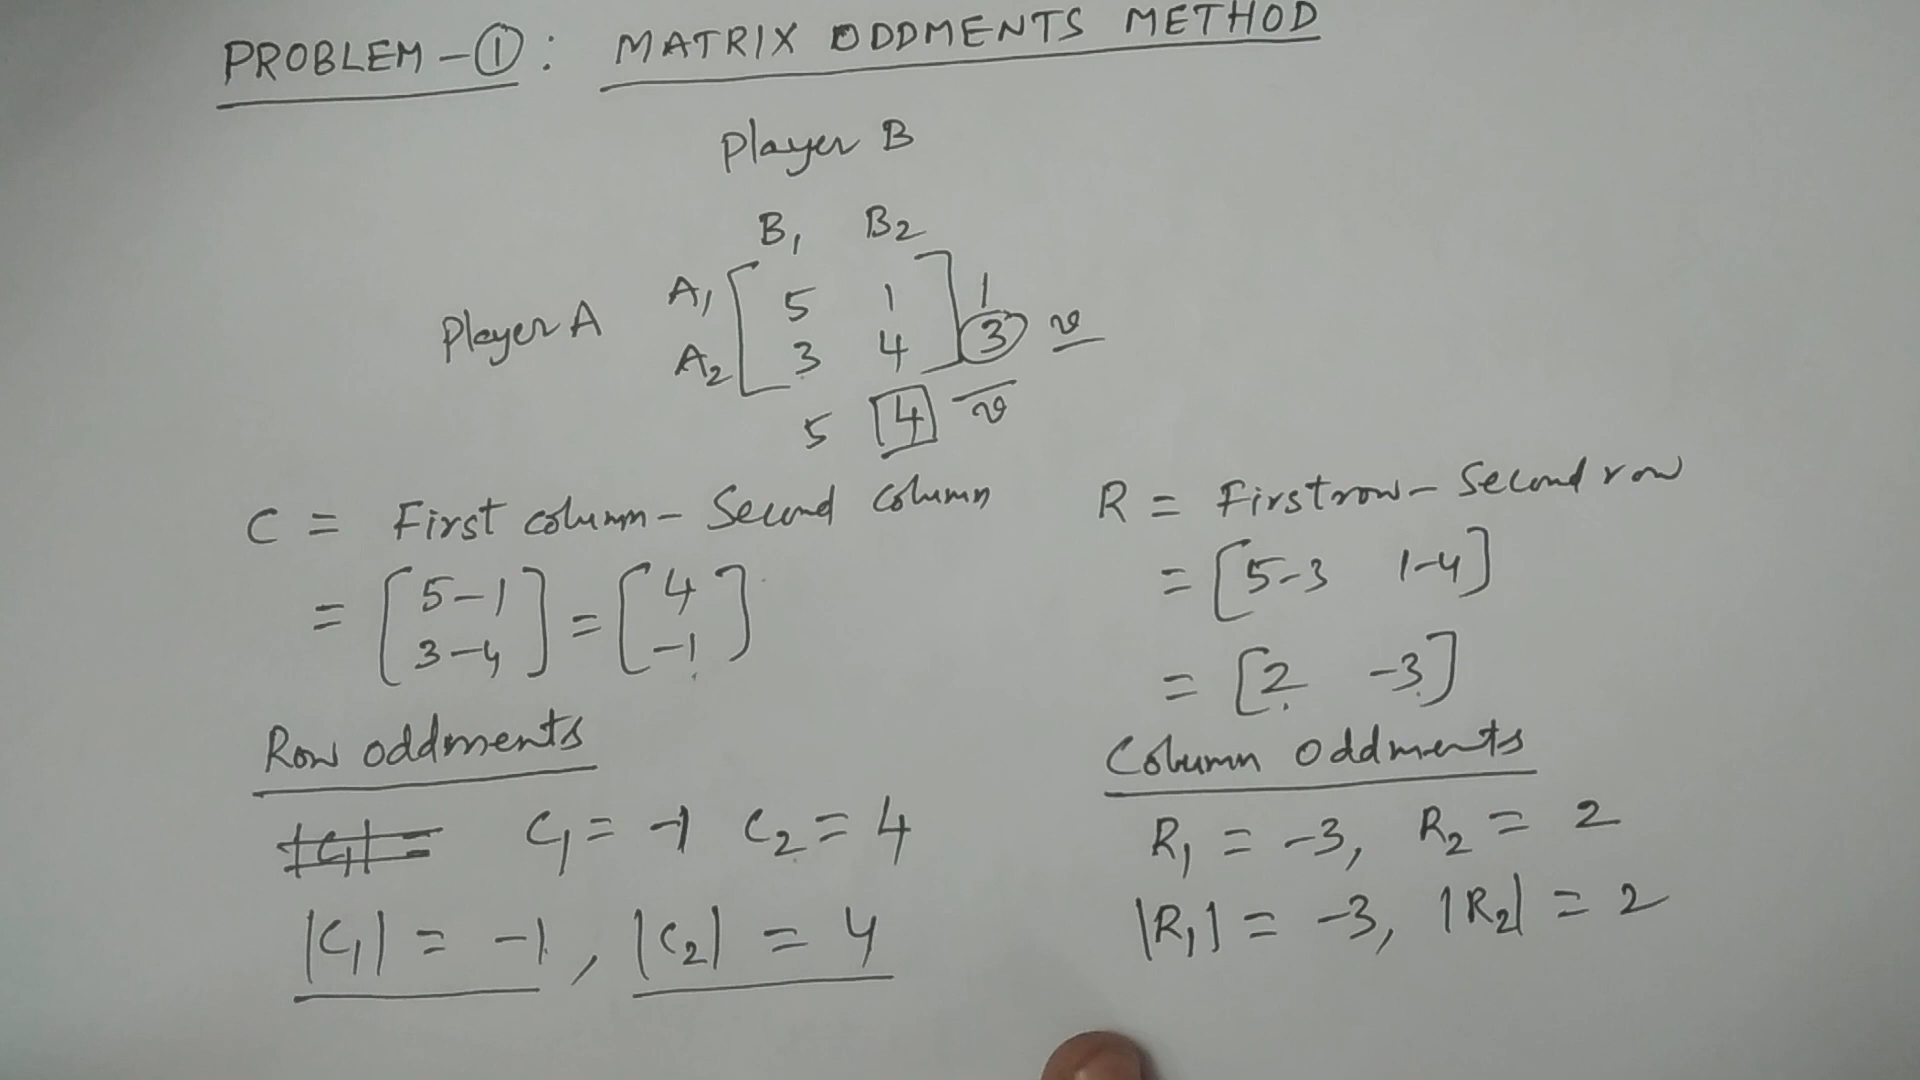 PROBLEM-①: MATRIX ODDMENTS METHOD
Player B
B1 B2
Player A
A1 [ 5 1 ] 1
A2 [ 3 4 ] 3 v
5 4 v
C = First column - Second column
= [5-1 3-4] = [4 -1]
R = First row - Second row
= [5-3 1-4]
= [2 -3]
Row oddments
|C1| = C1 = -1 C2 = 4
|C1| = -1, |C2| = 4
Column oddments
R1 = -3, R2 = 2
|R1| = -3, |R2| = 2